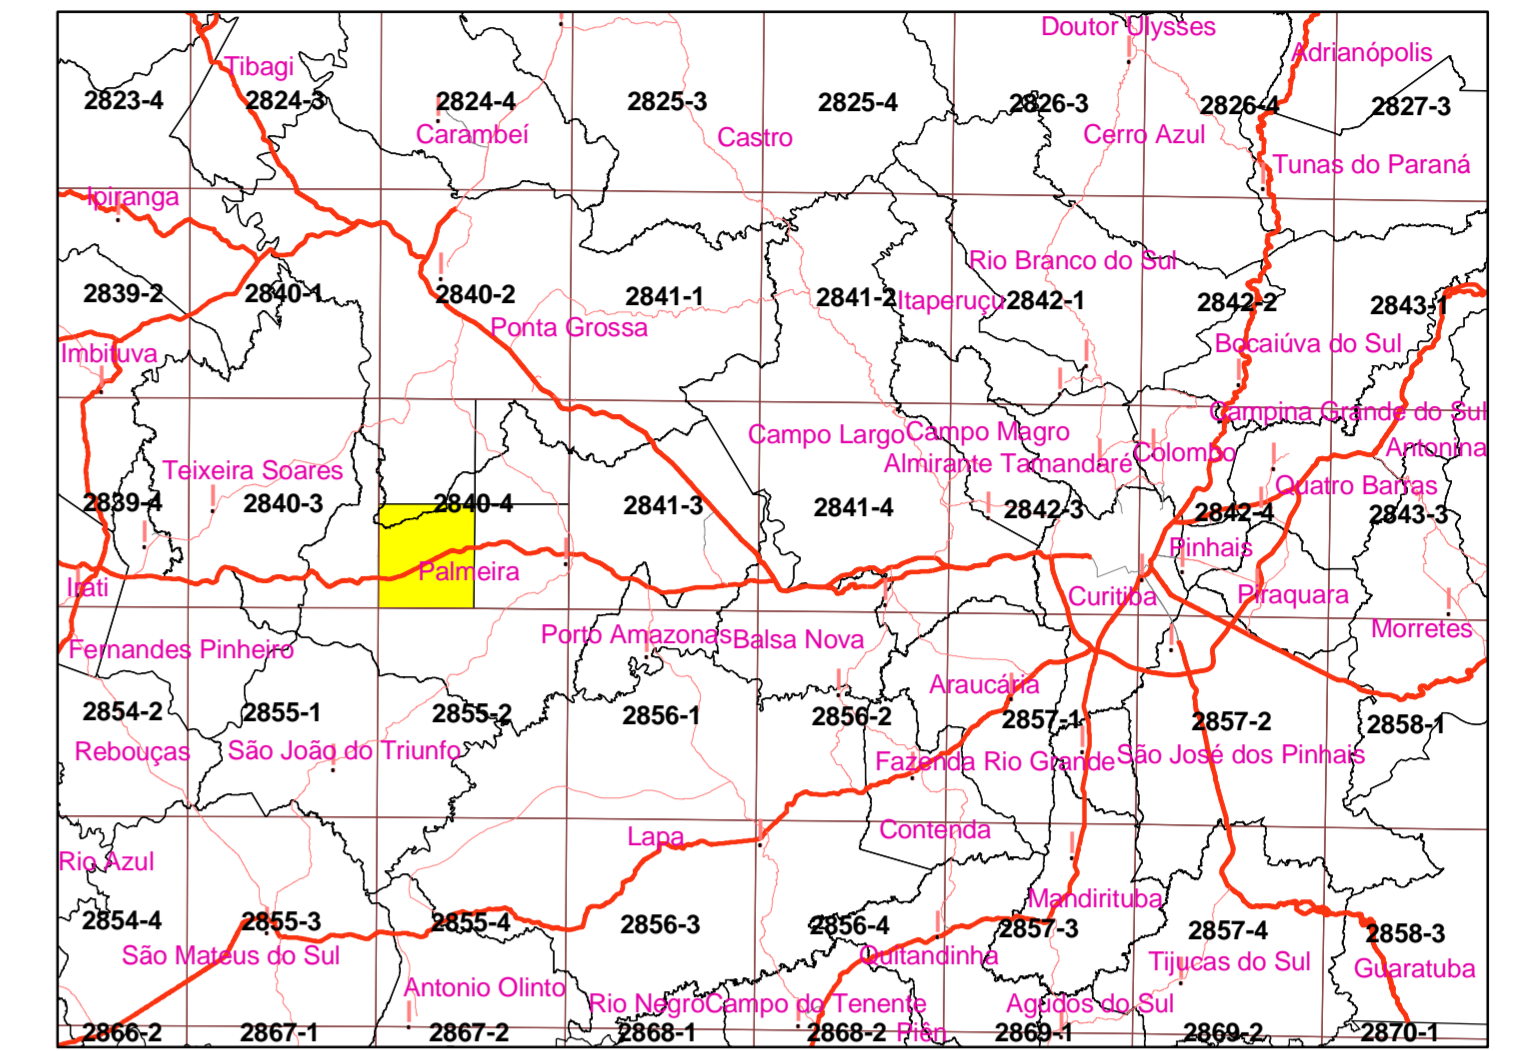 Doutor Ulysses
Adrianópolis
Tibagi
2823-4 2824-3 2824-4 2825-3 2825-4 2826-3 2826-4 2827-3
Carambeí Castro Cerro Azul
Tunas do Paraná
Ipiranga
Rio Branco do Sul
2839-2 2840-1 2840-2 2841-1 2841-2 Itaperuçu 2842-1 2842-2 2843-1
Ponta Grossa
Imbituva Bocaiúva do Sul
Campina Grande do Sul
Campo Largo Campo Magro
Colombo Antonina
Teixeira Soares Almirante Tamandaré
Quatro Barras
2839-4 2840-3 2840-4 2841-3 2841-4 2842-3 2842-4 2843-3
Pinhais
Palmeira
Irati Curitiba Piraquara
Morretes
Porto Amazonas Balsa Nova
Fernandes Pinheiro
Araucária
2854-2 2855-1 2855-2 2856-1 2856-2 2857-1 2857-2 2858-1
Rebouças São João do Triunfo Fazenda Rio Grande São José dos Pinhais
Lapa Contenda
Rio Azul
Mandirituba
2854-4 2855-3 2855-4 2856-3 2856-4 2857-3 2857-4 2858-3
São Mateus do Sul Quitandinha Tijucas do Sul Guaratuba
Antonio Olinto
Rio Negro Campo do Tenente Agudos do Sul
2866-2 2867-1 2867-2 2868-1 2868-2 Piên 2869-1 2869-2 2870-1